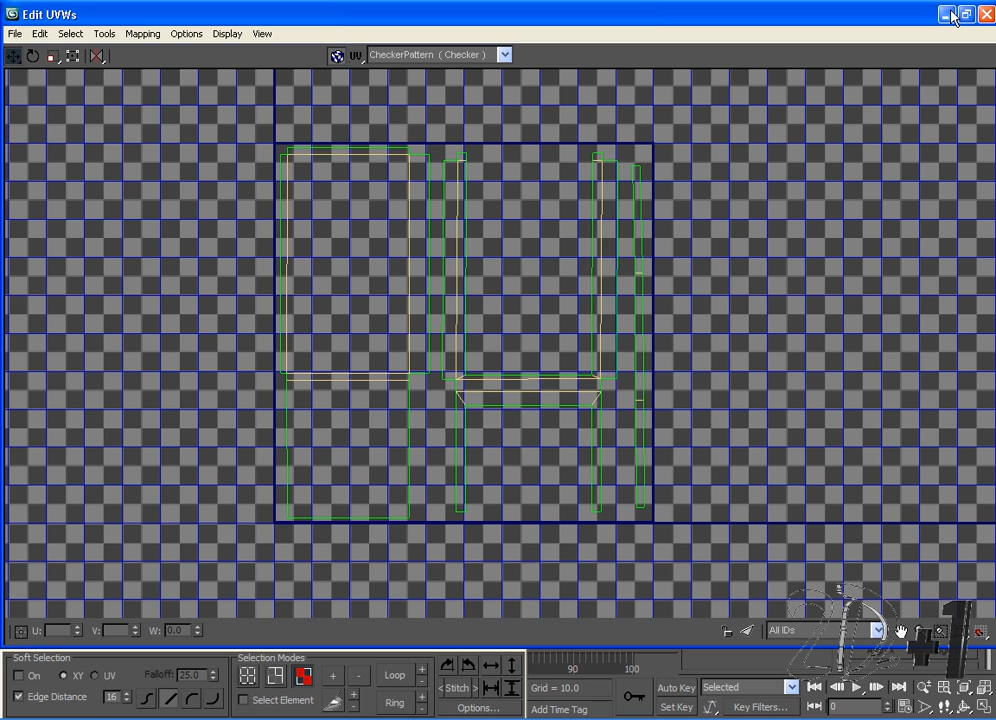 Edit UVWs
File Edit Select Tools Mapping Options Display View
UV CheckerPattern ( Checker )
U: V: W: 0.0 All IDs
2D+1
Soft Selection
On XY UV Falloff: 25.0
Edge Distance 16
Selection Modes
+ - Loop
Select Element + - Ring
Stitch
Options...
90 100
Grid = 10.0 Auto Key Selected
Add Time Tag Set Key Key Filters... 0